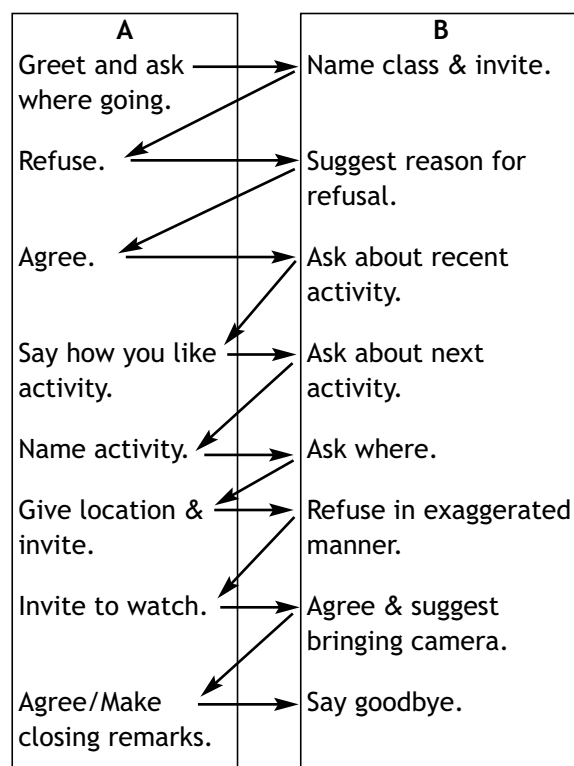 A
B
Greet and ask
where going.
Name class & invite.
Refuse.
Suggest reason for
refusal.
Agree.
Ask about recent
activity.
Say how you like
activity.
Ask about next
activity.
Name activity.
Ask where.
Give location &
invite.
Refuse in exaggerated
manner.
Invite to watch.
Agree & suggest
bringing camera.
Agree/Make
closing remarks.
Say goodbye.